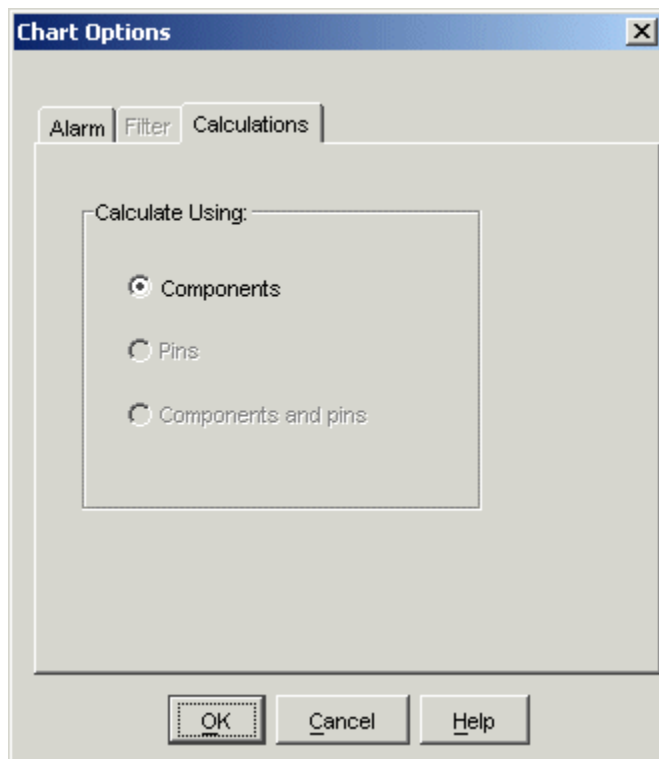 Chart Options
Alarm Filter Calculations
Calculate Using:
Components
Pins
Components and pins
OK Cancel Help